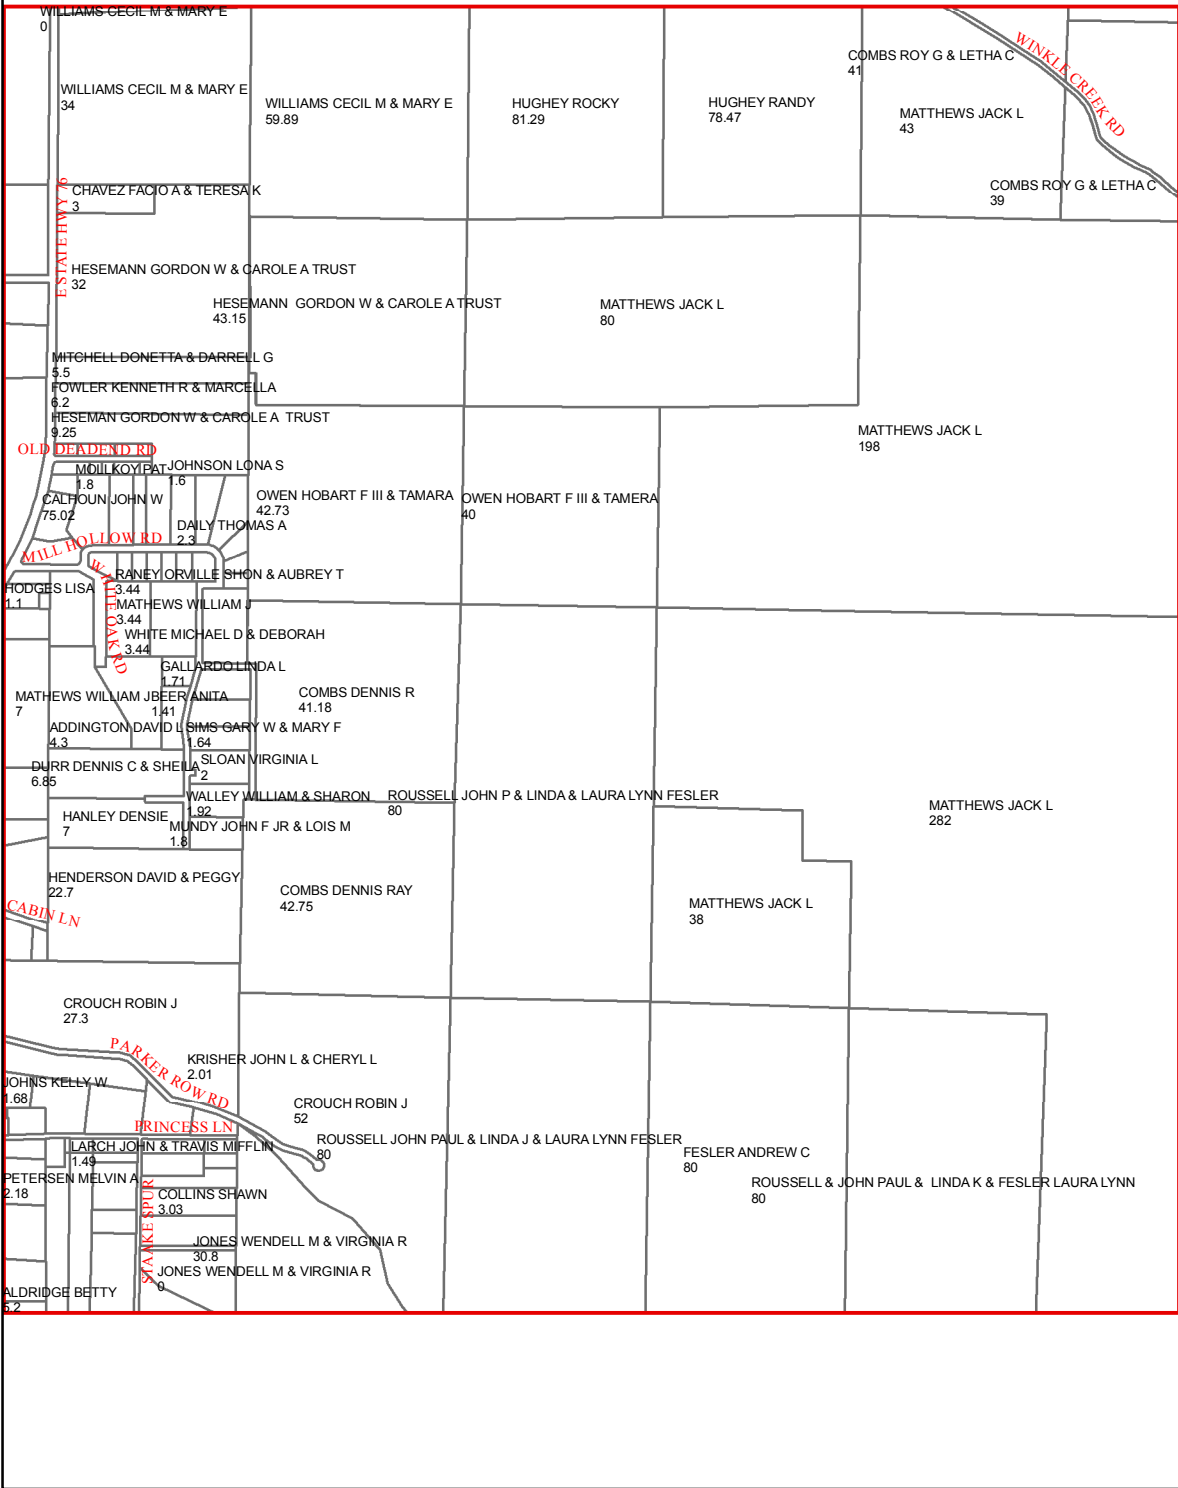 WILLIAMS CECIL M & MARY E
0
WINKLE CREEK RD
COMBS ROY G & LETHA C
41
WILLIAMS CECIL M & MARY E
34
WILLIAMS CECIL M & MARY E
59.89
HUGHEY ROCKY
81.29
HUGHEY RANDY
78.47
MATTHEWS JACK L
43
CHAVEZ FACIO A & TERESA K
3
COMBS ROY G & LETHA C
39
E STATE HWY 76
HESEMANN GORDON W & CAROLE A TRUST
32
HESEMANN  GORDON W & CAROLE A TRUST
43.15
MATTHEWS JACK L
80
MITCHELL DONETTA & DARRELL G
5.5
FOWLER KENNETH R & MARCELLA
6.2
HESEMAN GORDON W & CAROLE A  TRUST
9.25
MATTHEWS JACK L
198
OLD DEADEND RD
MOLLKOY PAT
1.8
JOHNSON LONA S
1.6
CALHOUN JOHN W
75.02
OWEN HOBART F III & TAMARA
42.73
OWEN HOBART F III & TAMERA
40
DAILY THOMAS A
2.3
MILL HOLLOW RD
WHITE OAK RD
RANEY ORVILLE SHON & AUBREY T
3.44
HODGES LISA
1.1
MATHEWS WILLIAM J
3.44
WHITE MICHAEL D & DEBORAH
3.44
GALLARDO LINDA L
1.71
MATHEWS WILLIAM J
7
BEER ANITA
1.41
COMBS DENNIS R
41.18
ADDINGTON DAVID L
4.3
SIMS GARY W & MARY F
1.64
DURR DENNIS C & SHEILA
6.85
SLOAN VIRGINIA L
2
WALLEY WILLIAM & SHARON
1.92
ROUSSELL JOHN P & LINDA & LAURA LYNN FESLER
80
MATTHEWS JACK L
282
HANLEY DENSIE
7
MUNDY JOHN F JR & LOIS M
1.8
HENDERSON DAVID & PEGGY
22.7
COMBS DENNIS RAY
42.75
MATTHEWS JACK L
38
CABIN LN
CROUCH ROBIN J
27.3
PARKER ROW RD
KRISHER JOHN L & CHERYL L
2.01
JOHNS KELLY W
1.68
CROUCH ROBIN J
52
PRINCESS LN
LARCH JOHN & TRAVIS MIFFLIN
1.49
ROUSSELL JOHN PAUL & LINDA J & LAURA LYNN FESLER
80
FESLER ANDREW C
80
PETERSEN MELVIN A
2.18
ROUSSELL & JOHN PAUL &  LINDA K & FESLER LAURA LYNN
80
COLLINS SHAWN
3.03
STAAKE SPUR
JONES WENDELL M & VIRGINIA R
30.8
JONES WENDELL M & VIRGINIA R
0
ALDRIDGE BETTY
5.2